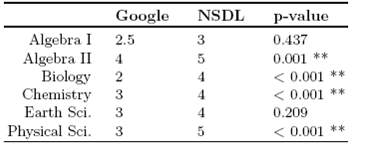 Google NSDL p-value
Algebra I 2.5 3 0.437
Algebra II 4 5 0.001 **
Biology 2 4 < 0.001 **
Chemistry 3 4 < 0.001 **
Earth Sci. 3 4 0.209
Physical Sci. 3 5 < 0.001 **